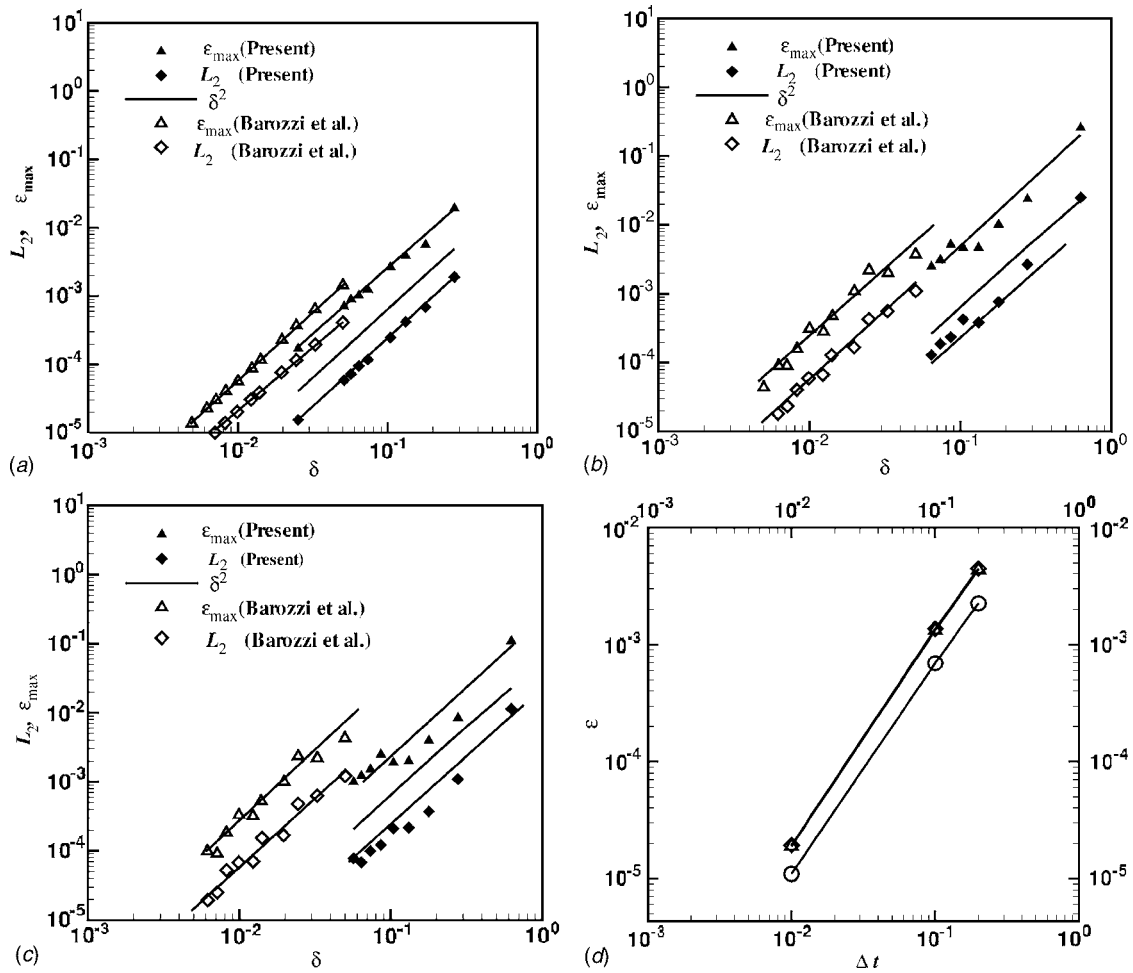 10^1
10^0
10^-1
10^-2
10^-3
10^-4
10^-5
L_2, ε_max
ε_max(Present)
L_2 (Present)
δ^2
ε_max(Barozzi et al.)
L_2 (Barozzi et al.)
10^-3 10^-2 10^-1 10^0
(a) δ
10^1
10^0
10^-1
10^-2
10^-3
10^-4
10^-5
L_2, ε_max
ε_max(Present)
L_2 (Present)
δ^2
ε_max(Barozzi et al.)
L_2 (Barozzi et al.)
10^-3 10^-2 10^-1 10^0
(b) δ
10^1
10^0
10^-1
10^-2
10^-3
10^-4
10^-5
L_2, ε_max
ε_max(Present)
L_2 (Present)
δ^2
ε_max(Barozzi et al.)
L_2 (Barozzi et al.)
10^-3 10^-2 10^-1 10^0
(c) δ
10^-3 10^-2 10^-1 10^0
10^-2 10^-2
10^-3 10^-3
ε
10^-4 10^-4
10^-5 10^-5
10^-3 10^-2 10^-1 10^0
(d) Δ t